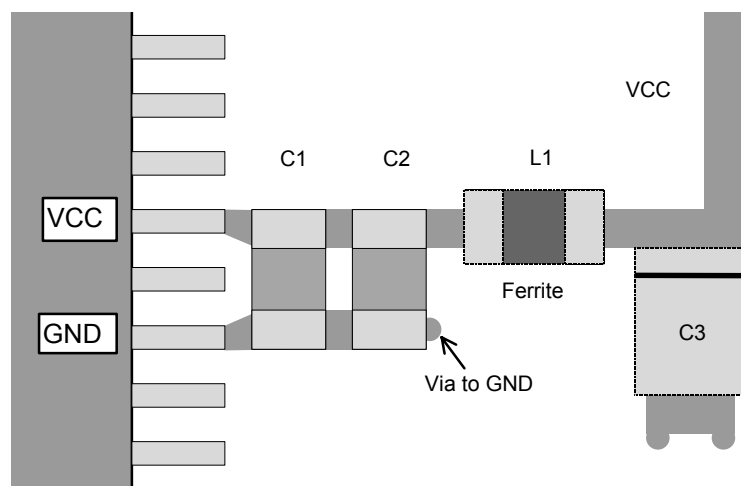 VCC
C1
C2
L1
VCC
GND
Ferrite
C3
Via to GND